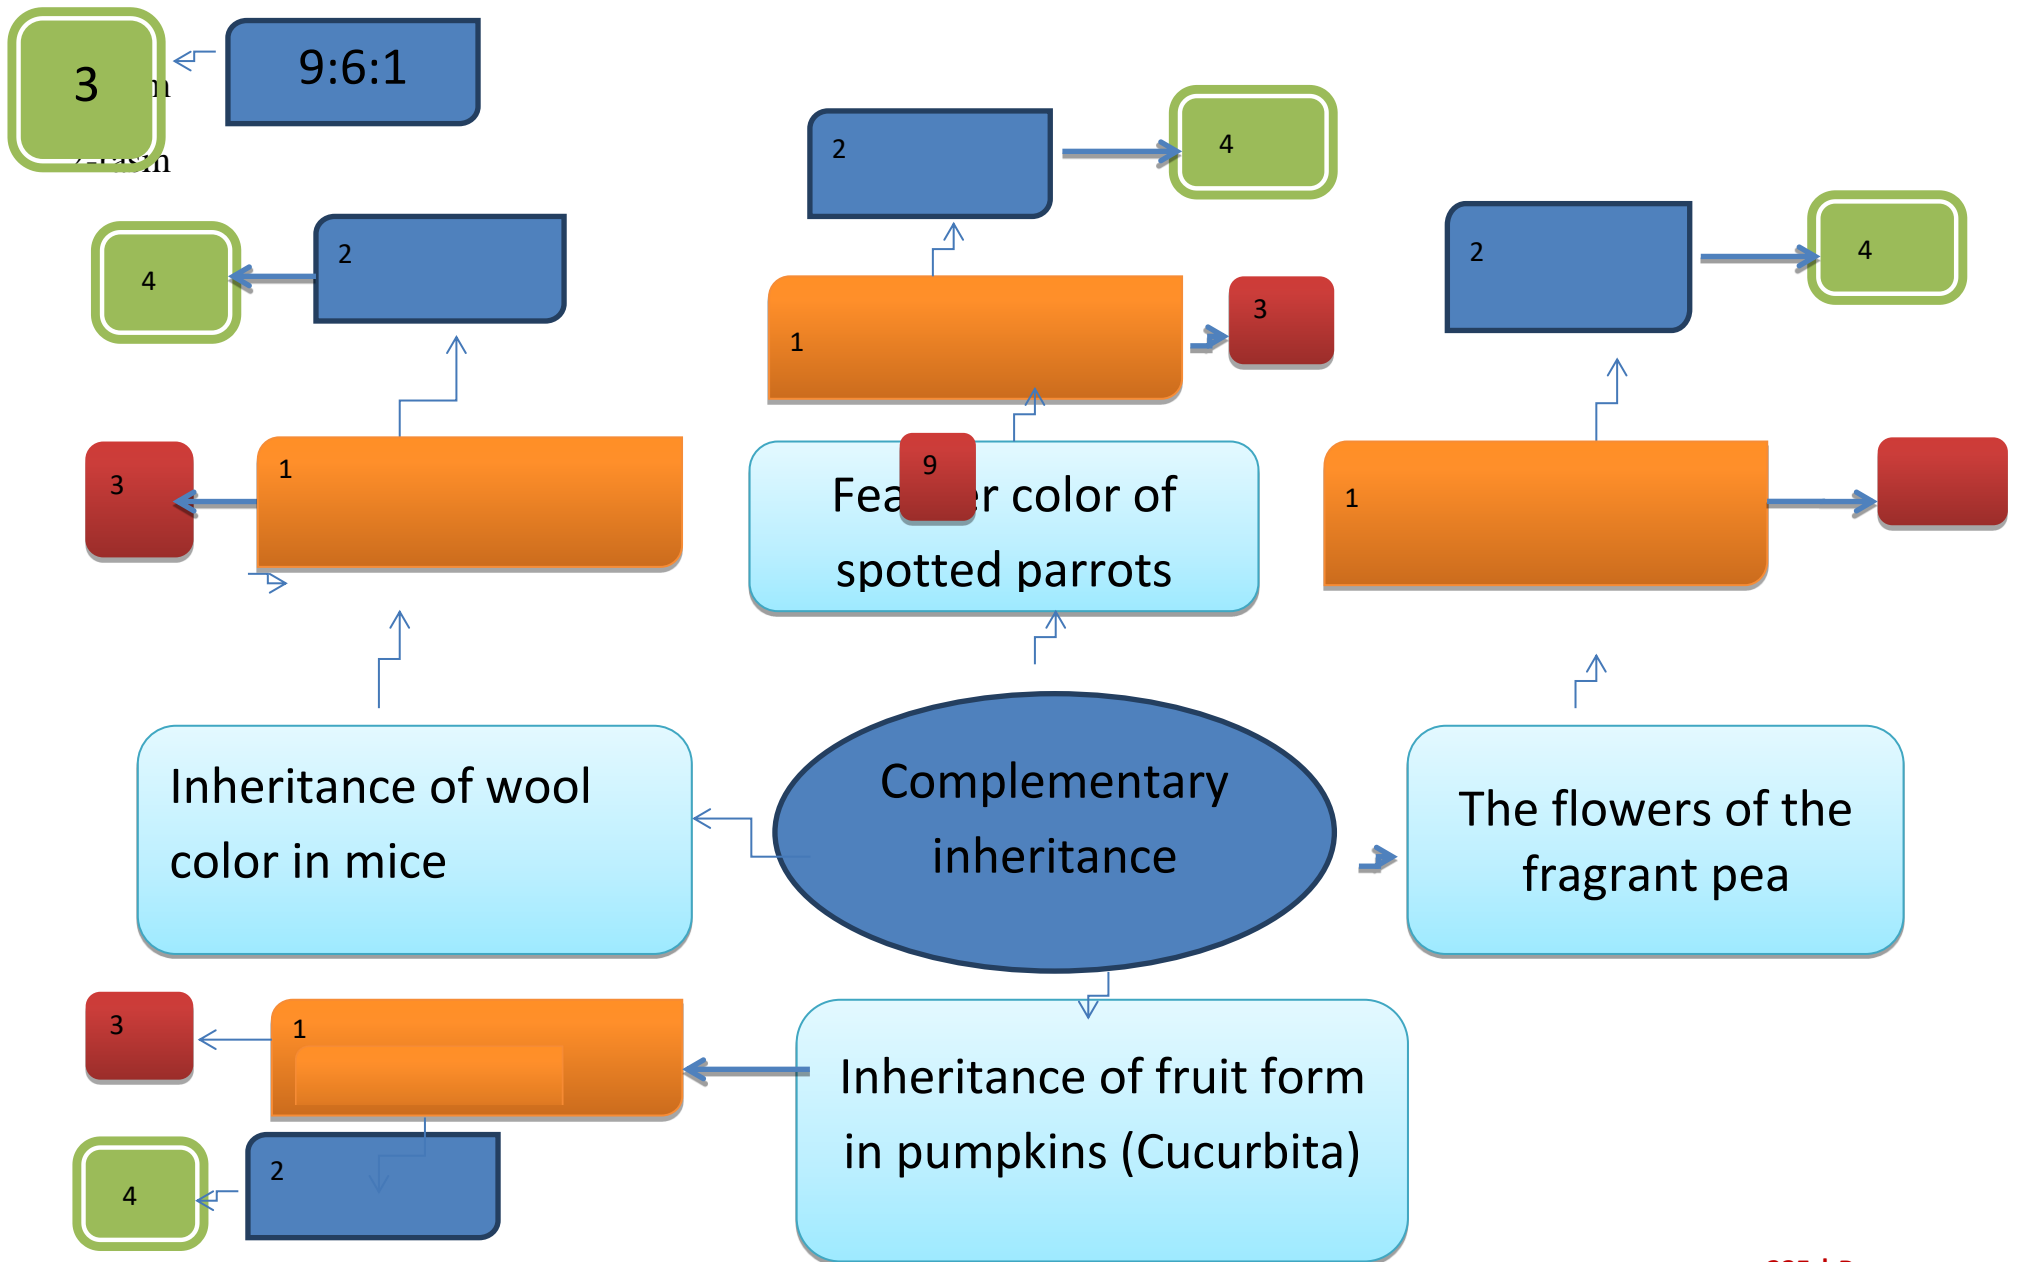 3
9:6:1
2
4
4
2
2
4
3
1
3
1
9
1
color of
spotted parrots
Inheritance of wool
color in mice
Complementary
inheritance
The flowers of the
fragrant pea
3
1
Inheritance of fruit form
in pumpkins (Cucurbita)
4
2